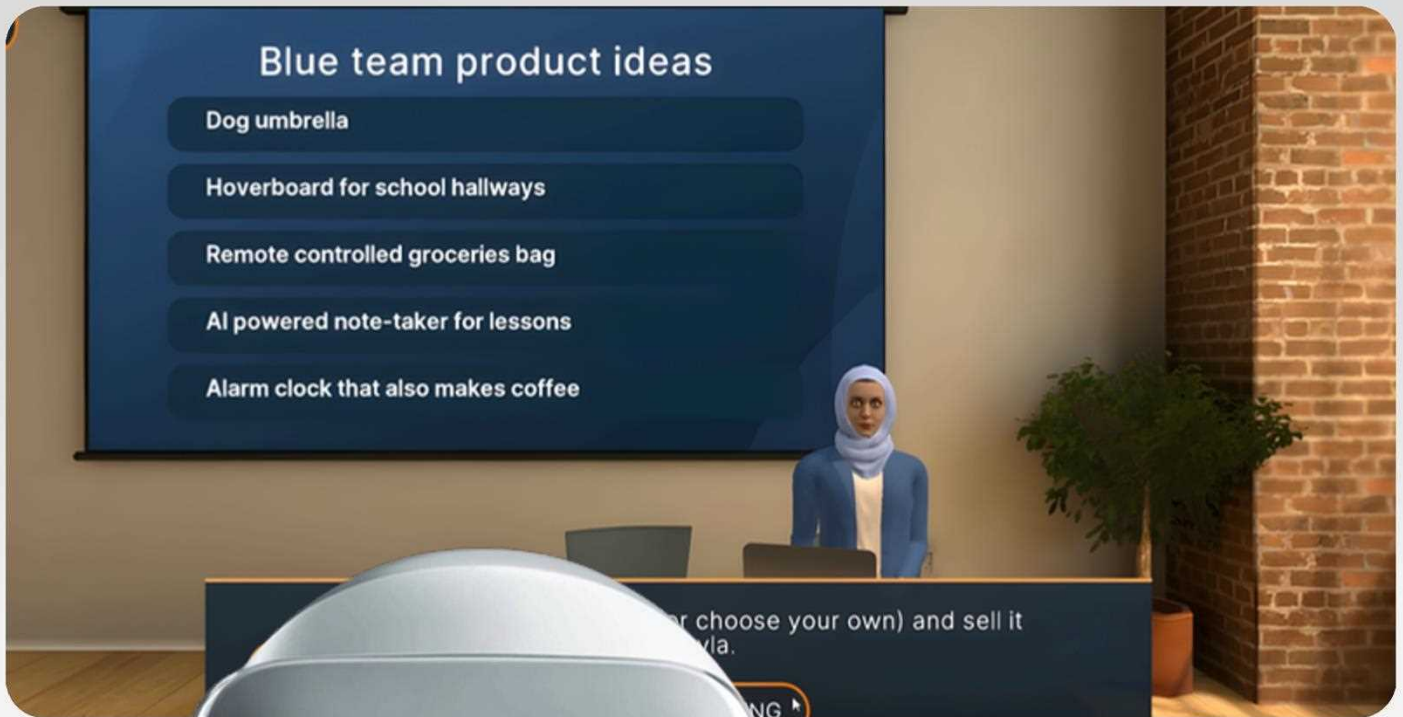 Blue team product ideas
Dog umbrella
Hoverboard for school hallways
Remote controlled groceries bag
AI powered note-taker for lessons
Alarm clock that also makes coffee
choose your own) and sell it